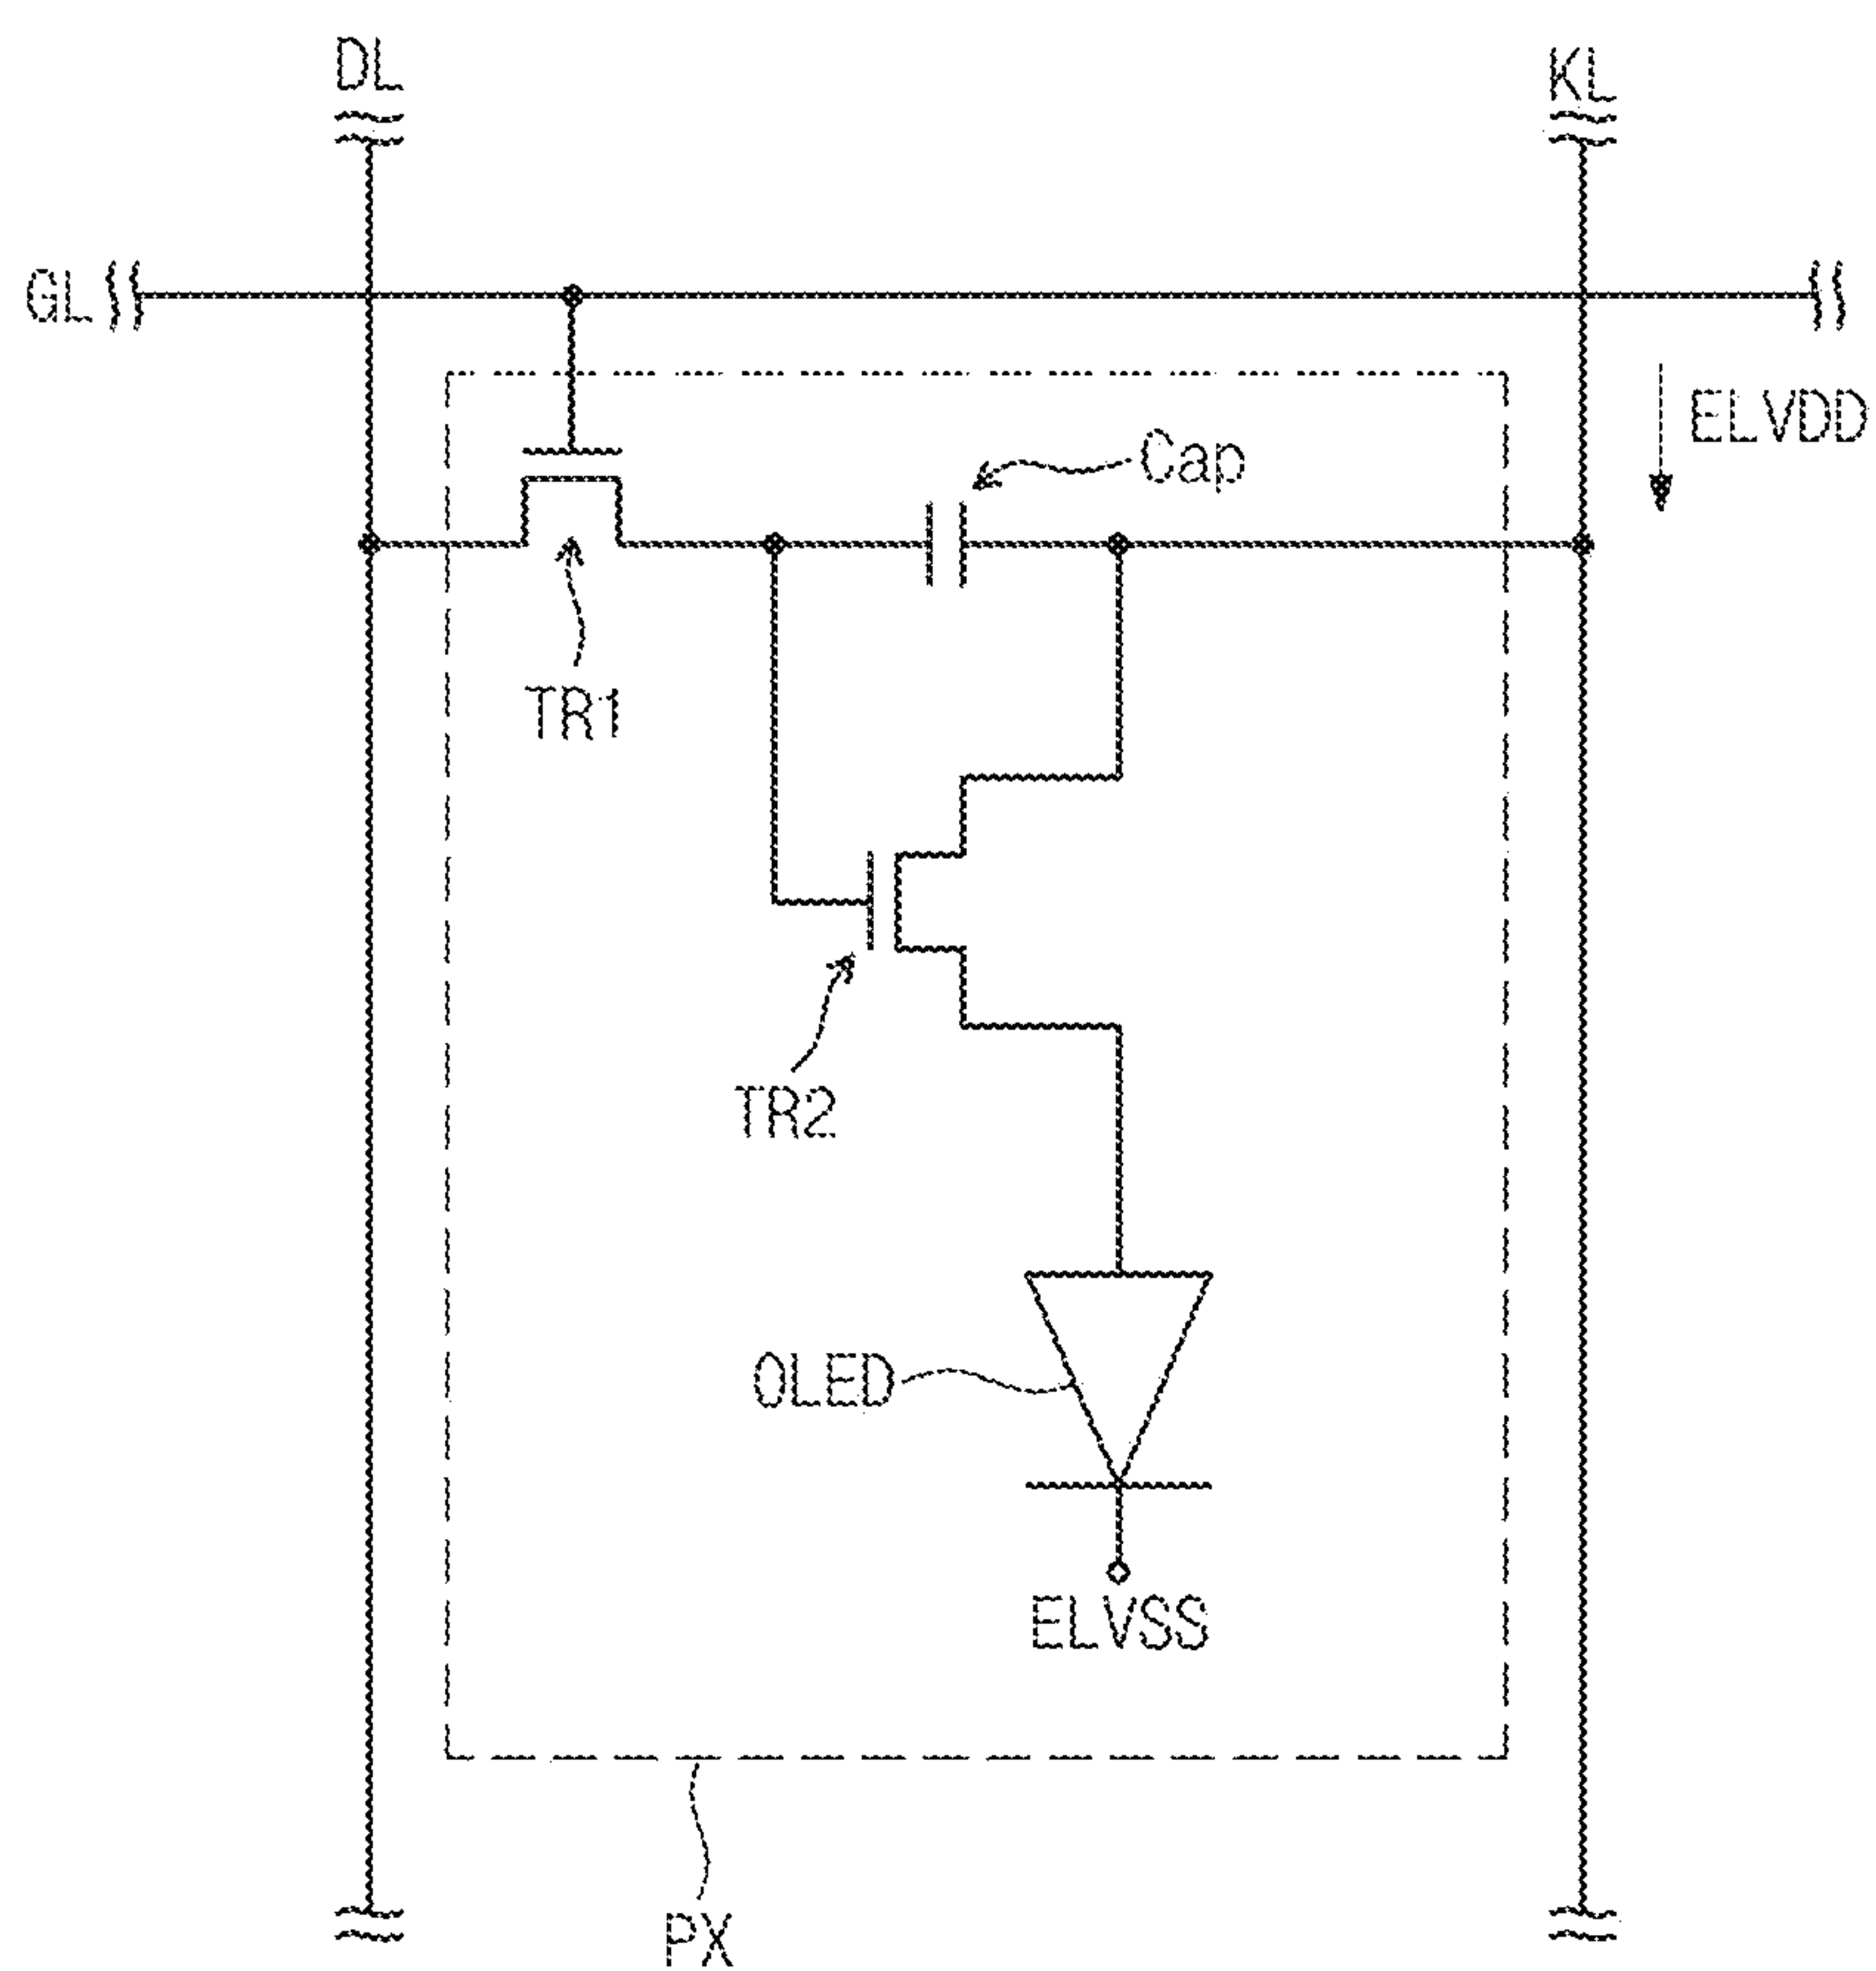 DL
KL
GL
ELVDD
Cap
TR1
TR2
OLED
ELVSS
PX